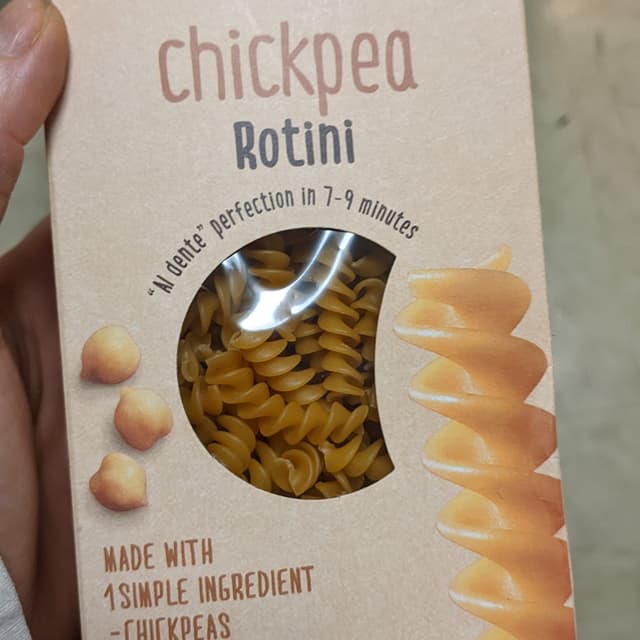 chickpea
Rotini
"Al dente" perfection in 7-9 minutes
MADE WITH
1 SIMPLE INGREDIENT
-CHICKPEAS